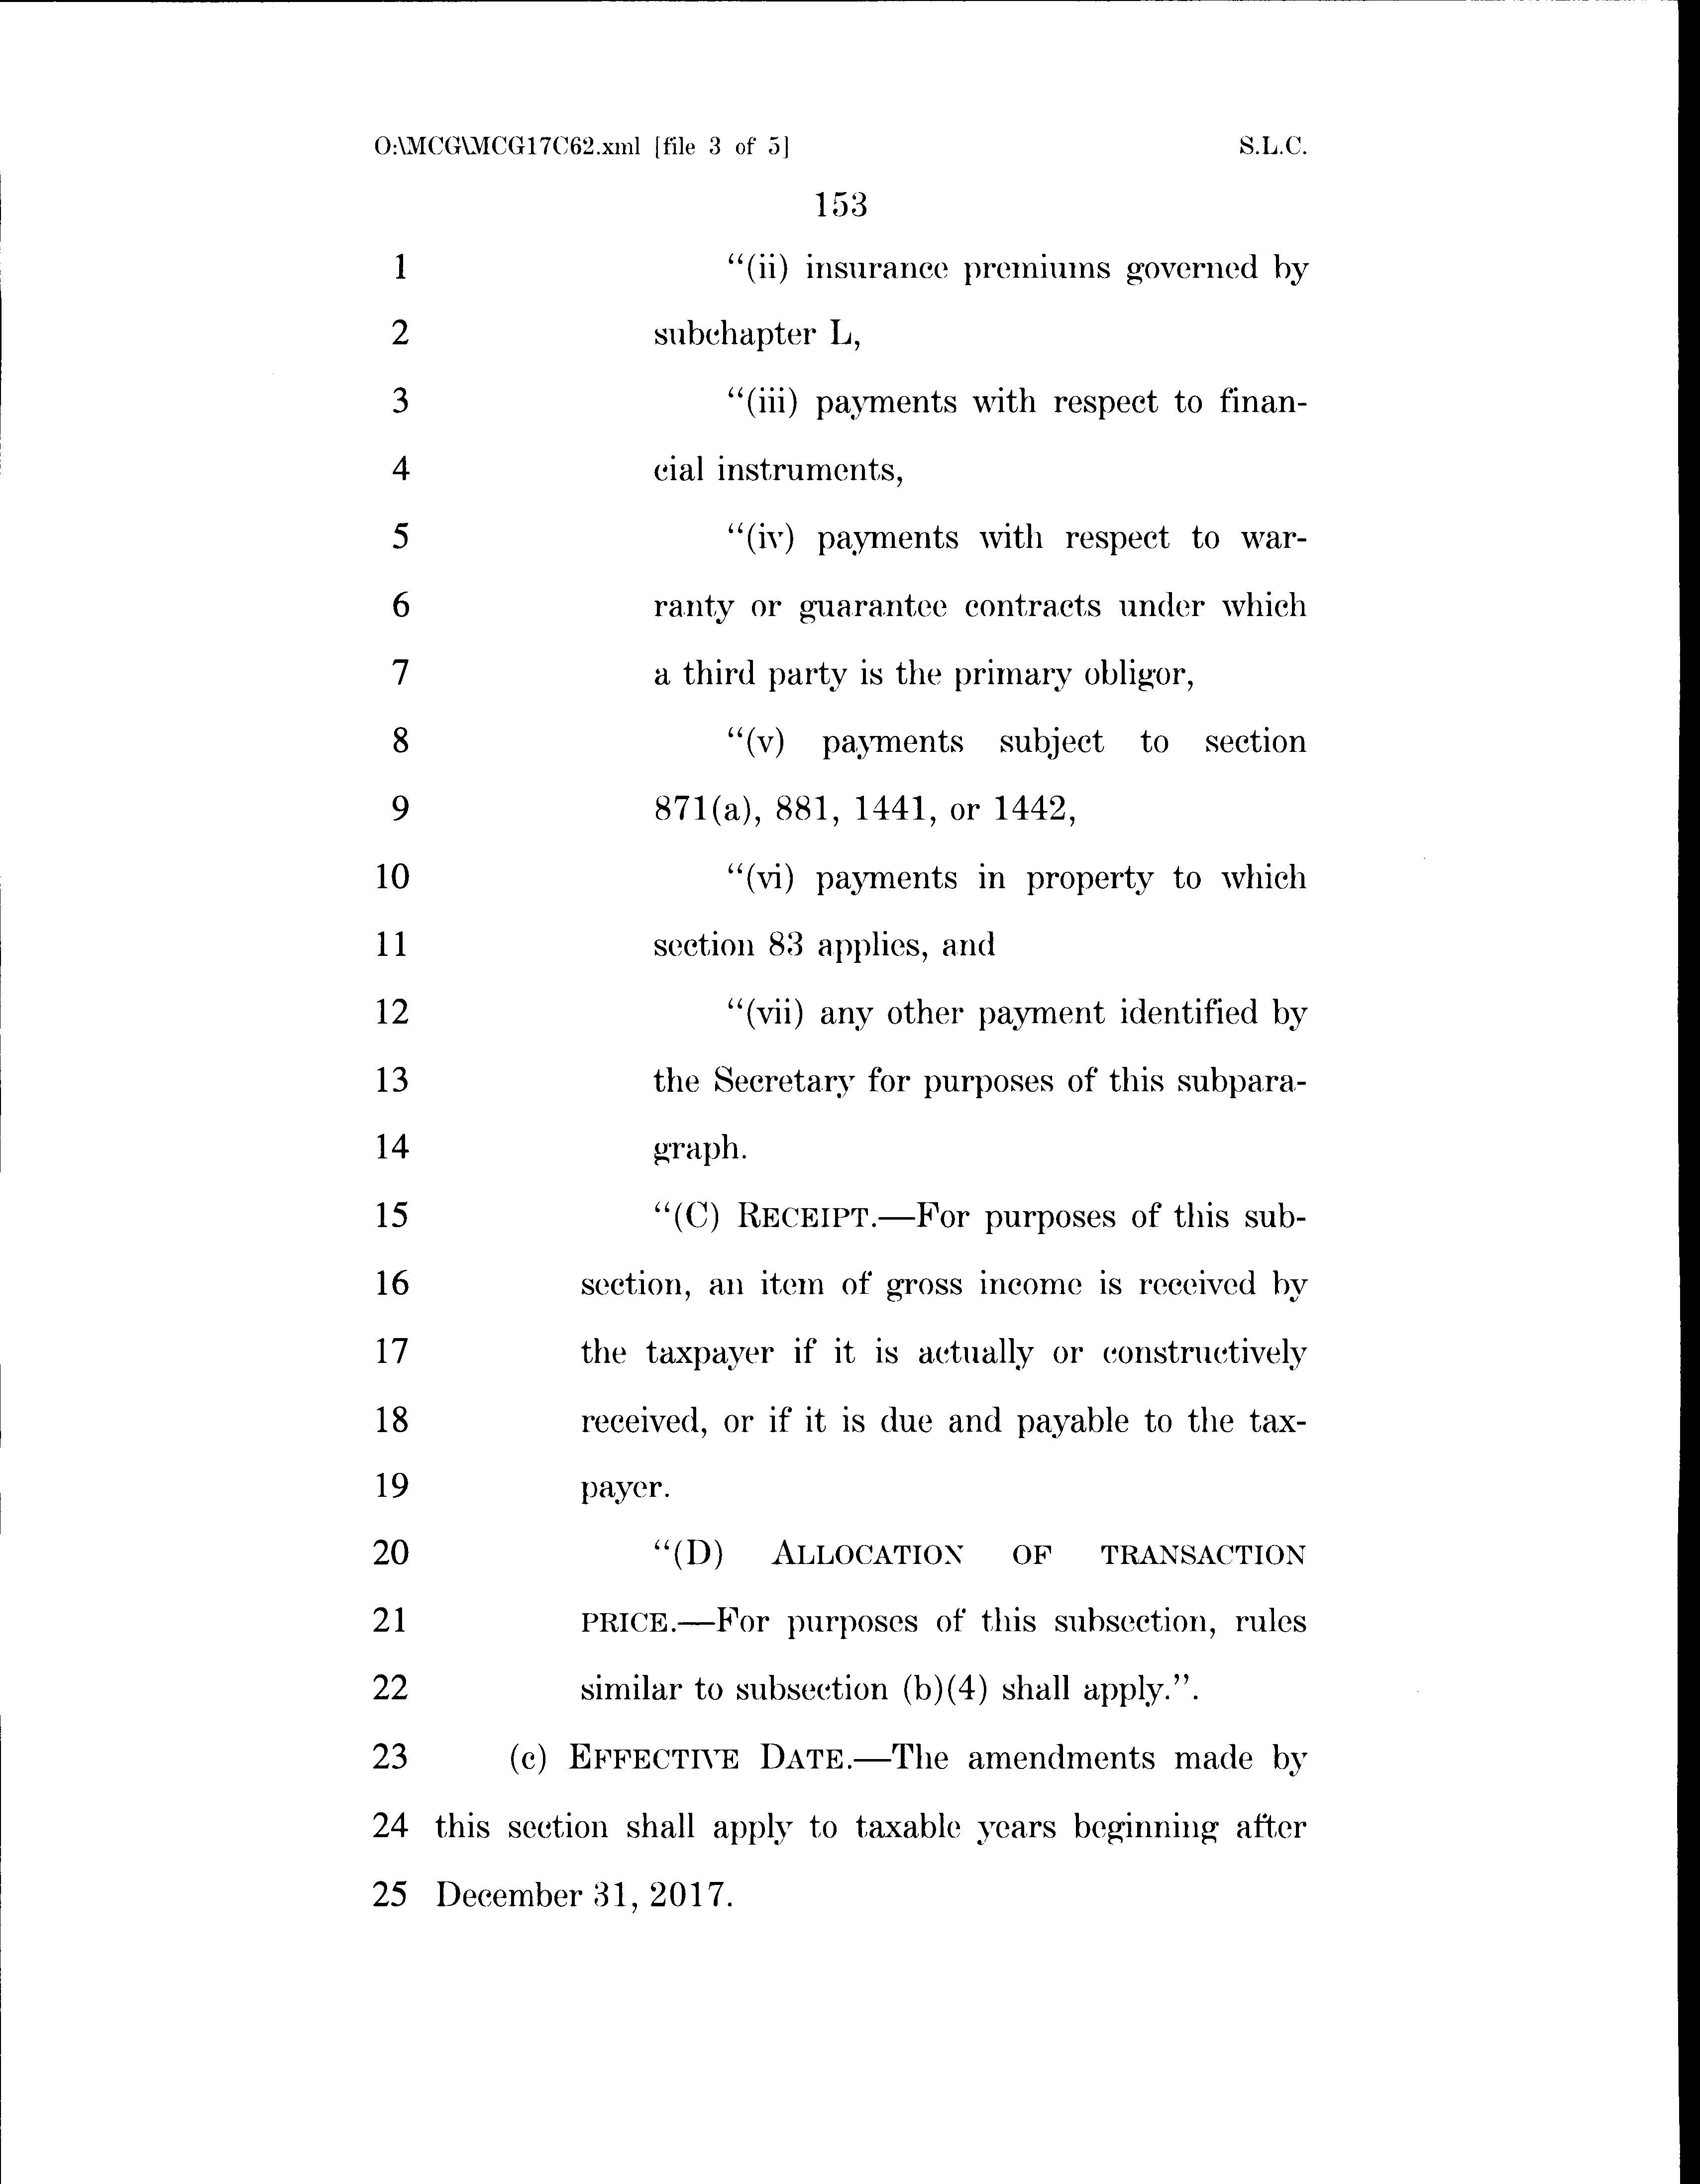 O:\MCG\MCG17C62.xml [file 3 of 5] S.L.C.
153
1 “(ii) insurance premiums governed by
2 subchapter L,
3 “(iii) payments with respect to finan-
4 cial instruments,
5 “(iv) payments with respect to war-
6 ranty or guarantee contracts under which
7 a third party is the primary obligor,
8 “(v) payments subject to section
9 871(a), 881, 1441, or 1442,
10 “(vi) payments in property to which
11 section 83 applies, and
12 “(vii) any other payment identified by
13 the Secretary for purposes of this subpara-
14 graph.
15 “(C) RECEIPT.—For purposes of this sub-
16 section, an item of gross income is received by
17 the taxpayer if it is actually or constructively
18 received, or if it is due and payable to the tax-
19 payer.
20 “(D) ALLOCATION OF TRANSACTION
21 PRICE.—For purposes of this subsection, rules
22 similar to subsection (b)(4) shall apply.”.
23 (c) EFFECTIVE DATE.—The amendments made by
24 this section shall apply to taxable years beginning after
25 December 31, 2017.